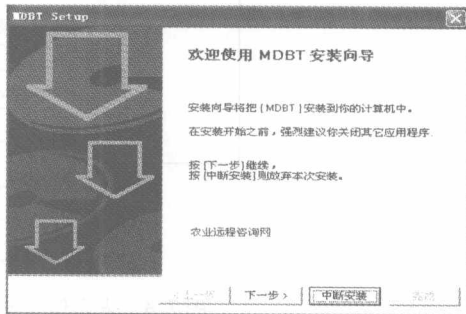 MDBT Setup
欢迎使用 MDBT 安装向导
安装向导将把 [ MDBT ] 安装到你的计算机中。
在安装开始之前，强烈建议你关闭其它应用程序
按 [下一步] 继续，
按 [中断安装] 则放弃本次安装。
农业远程咨询网
下一步 > 中断安装